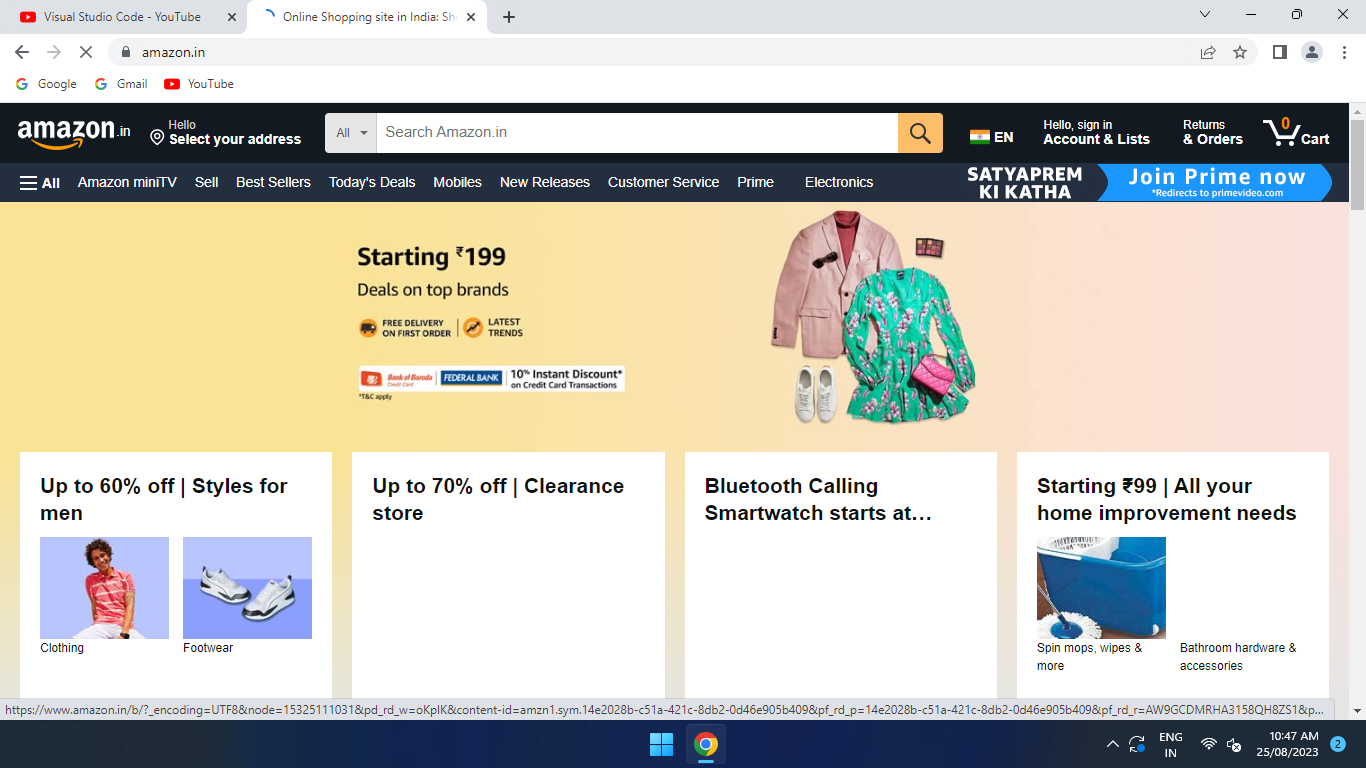 Visual Studio Code - YouTube
Online Shopping site in India: Sho
amazon.in
Google
Gmail
YouTube
amazon.in
Hello
Select your address
All
Search Amazon.in
EN
Hello, sign in
Account & Lists
Returns
& Orders
0
Cart
All
Amazon miniTV
Sell
Best Sellers
Today's Deals
Mobiles
New Releases
Customer Service
Prime
Electronics
SATYAPREM
KI KATHA
Join Prime now
*Redirects to primevideo.com
Starting ₹199
Deals on top brands
FREE DELIVERY
ON FIRST ORDER
LATEST
TRENDS
Bank of Baroda
Credit Card
FEDERAL BANK
10% Instant Discount*
on Credit Card Transactions
*T&C apply
Up to 60% off | Styles for
men
Clothing
Footwear
Up to 70% off | Clearance
store
Bluetooth Calling
Smartwatch starts at…
Starting ₹99 | All your
home improvement needs
Spin mops, wipes &
more
Bathroom hardware &
accessories
https://www.amazon.in/b/?_encoding=UTF8&node=15325111031&pd_rd_w=oKpIK&content-id=amzn1.sym.14e2028b-c51a-421c-8db2-0d46e905b409&pf_rd_p=14e2028b-c51a-421c-8db2-0d46e905b409&pf_rd_r=AW9GCDMRHA3158QH8ZS1&p...
ENG
IN
10:47 AM
25/08/2023
2